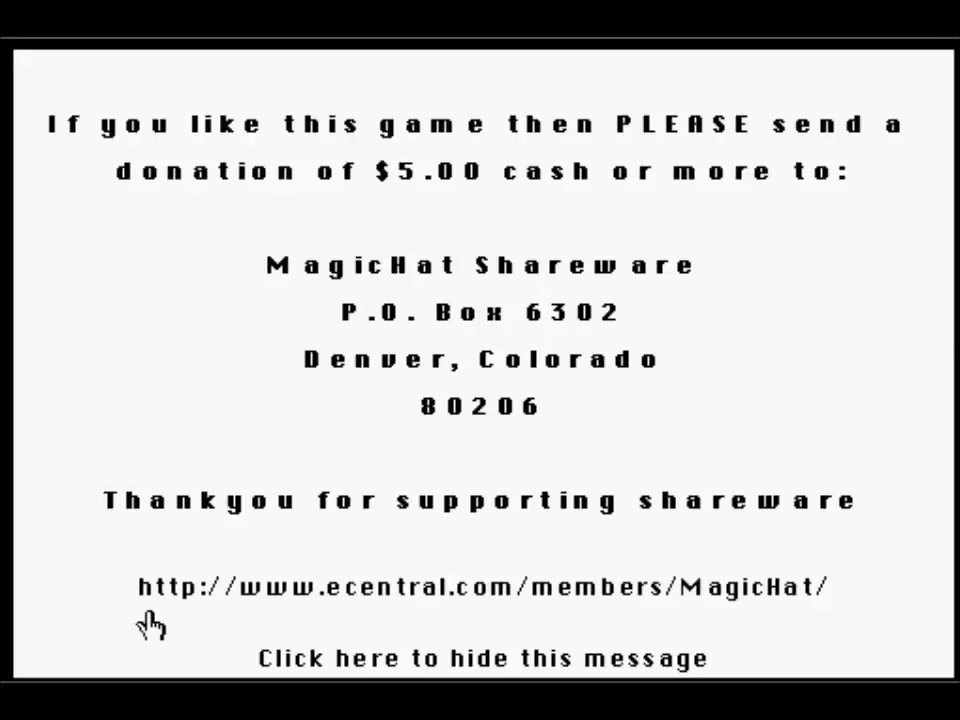 If you like this game then PLEASE send a
donation of $5.00 cash or more to:
MagicHat Shareware
P.O. Box 6302
Denver, Colorado
80206
Thankyou for supporting shareware
http://www.ecentral.com/members/MagicHat/
Click here to hide this message